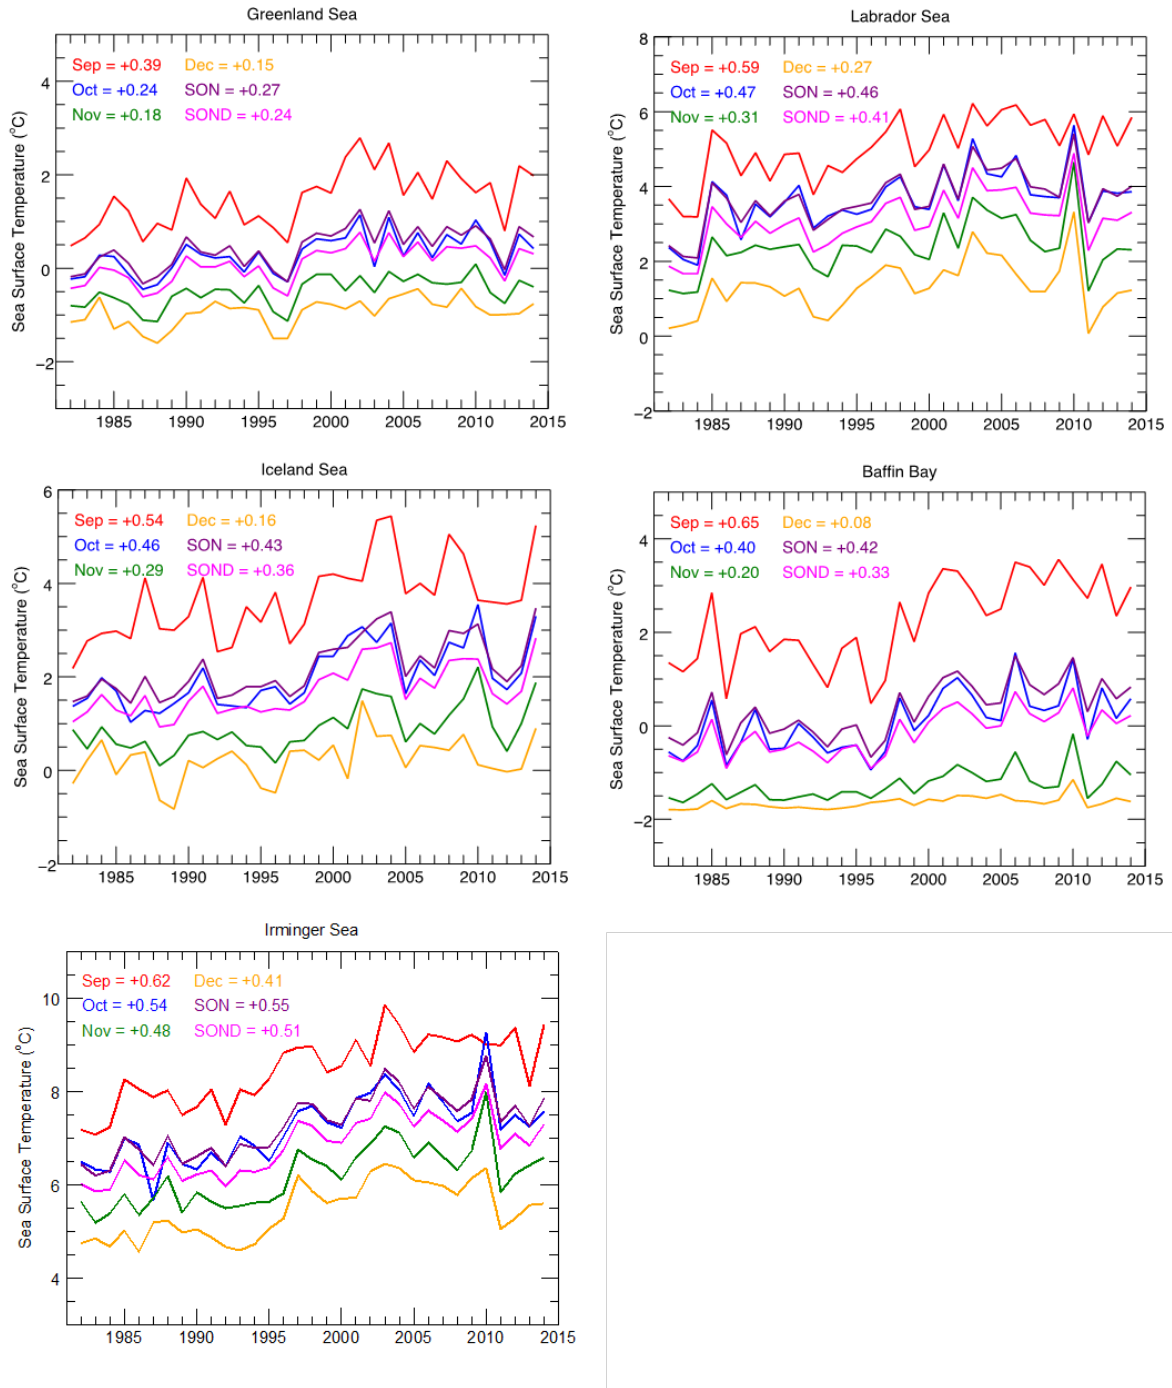 Greenland Sea
Sep = +0.39 Dec = +0.15
Oct = +0.24 SON = +0.27
Nov = +0.18 SOND = +0.24
Sea Surface Temperature (°C)
4
2
0
−2
1985 1990 1995 2000 2005 2010 2015
Labrador Sea
Sep = +0.59 Dec = +0.27
Oct = +0.47 SON = +0.46
Nov = +0.31 SOND = +0.41
Sea Surface Temperature (°C)
8
6
4
2
0
−2
1985 1990 1995 2000 2005 2010 2015
Iceland Sea
Sep = +0.54 Dec = +0.16
Oct = +0.46 SON = +0.43
Nov = +0.29 SOND = +0.36
Sea Surface Temperature (°C)
6
4
2
0
−2
1985 1990 1995 2000 2005 2010 2015
Baffin Bay
Sep = +0.65 Dec = +0.08
Oct = +0.40 SON = +0.42
Nov = +0.20 SOND = +0.33
Sea Surface Temperature (°C)
4
2
0
−2
1985 1990 1995 2000 2005 2010 2015
Irminger Sea
Sep = +0.62 Dec = +0.41
Oct = +0.54 SON = +0.55
Nov = +0.48 SOND = +0.51
Sea Surface Temperature (°C)
10
8
6
4
1985 1990 1995 2000 2005 2010 2015